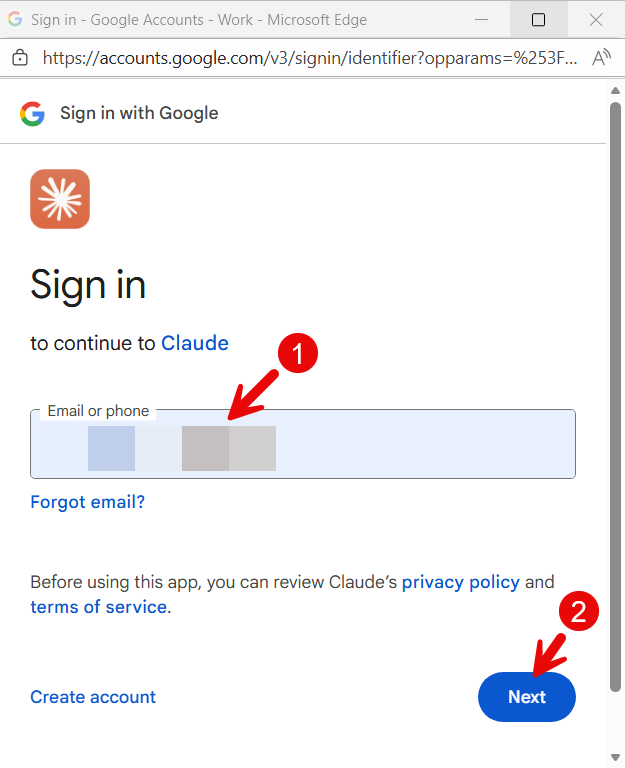 Sign in - Google Accounts - Work - Microsoft Edge
https://accounts.google.com/v3/signin/identifier?opparams=%253F...
Sign in with Google
Sign in
to continue to Claude
1
Email or phone
Forgot email?
Before using this app, you can review Claude's privacy policy and
terms of service.
2
Create account
Next